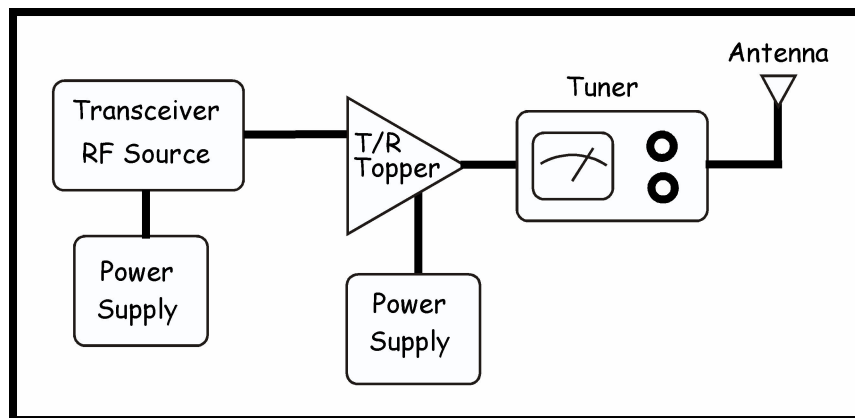 Transceiver
RF Source
T/R
Topper
Tuner
Antenna
Power
Supply
Power
Supply